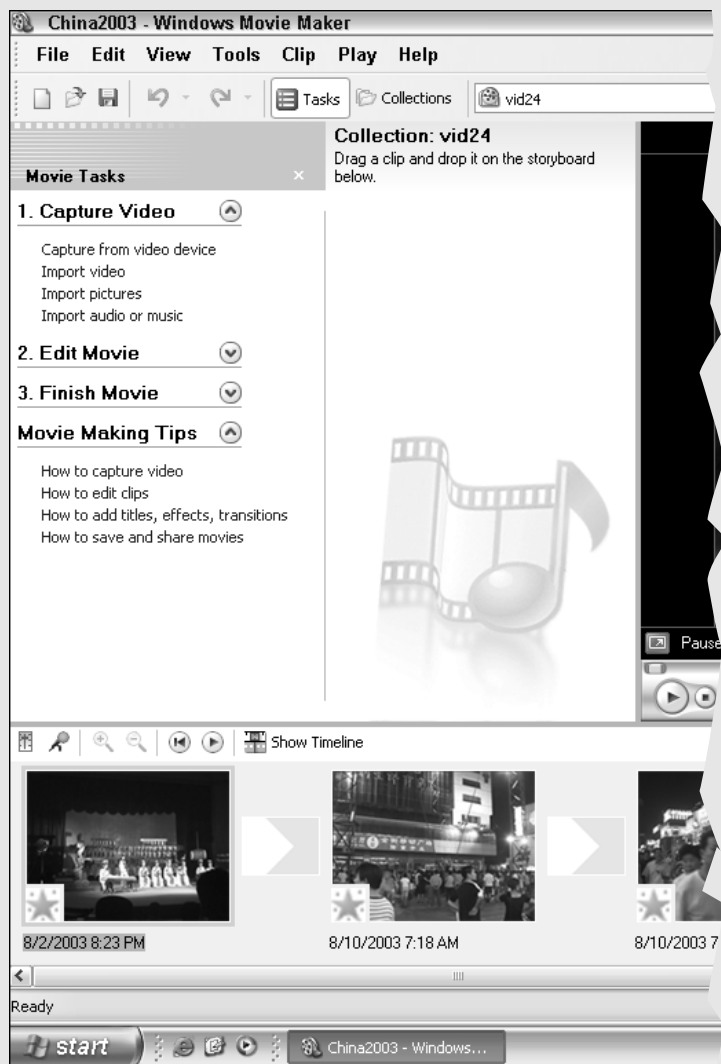 China2003 - Windows Movie Maker
File Edit View Tools Clip Play Help
Tasks Collections vid24
Movie Tasks
1. Capture Video
Capture from video device
Import video
Import pictures
Import audio or music
2. Edit Movie
3. Finish Movie
Movie Making Tips
How to capture video
How to edit clips
How to add titles, effects, transitions
How to save and share movies
Collection: vid24
Drag a clip and drop it on the storyboard
below.
Pause
Show Timeline
8/2/2003 8:23 PM
8/10/2003 7:18 AM
8/10/2003 7
Ready
start
China2003 - Windows...